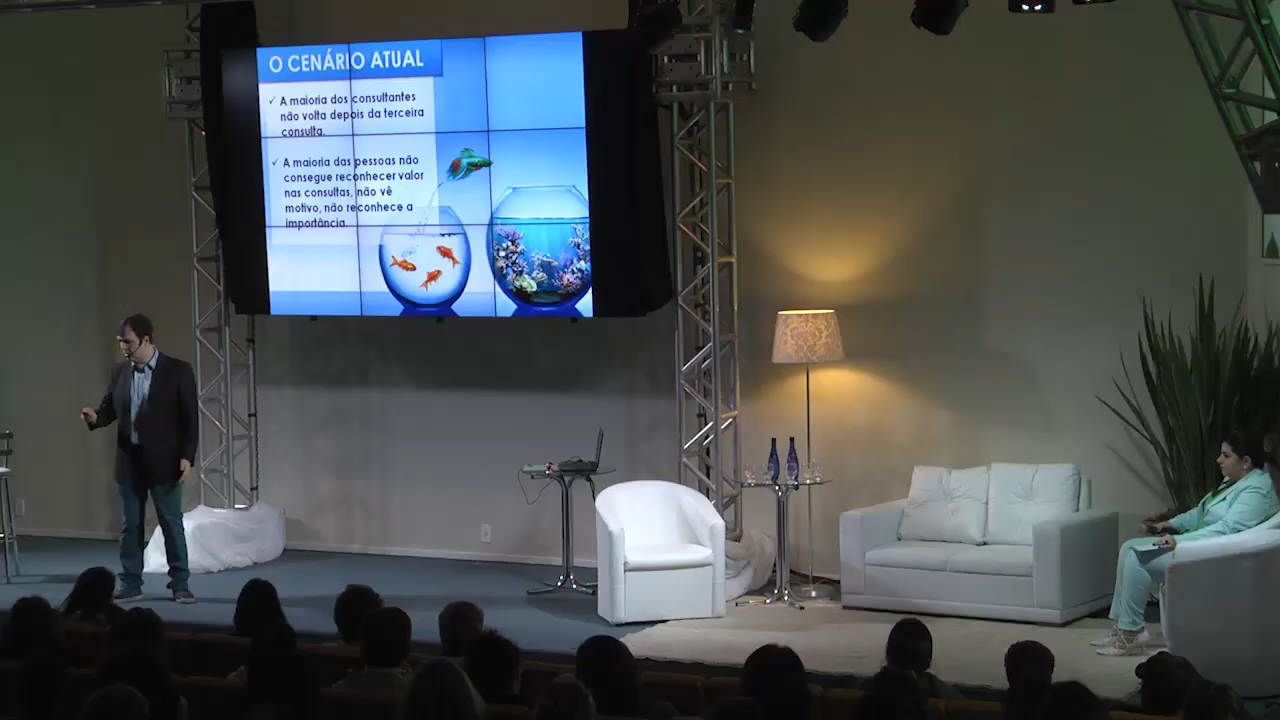 O CENÁRIO ATUAL
✓ A maioria dos consultantes
não volta depois da terceira
consulta.
✓ A maioria das pessoas não
consegue reconhecer valor
nas consultas, não vê
motivo, não reconhece a
importância.